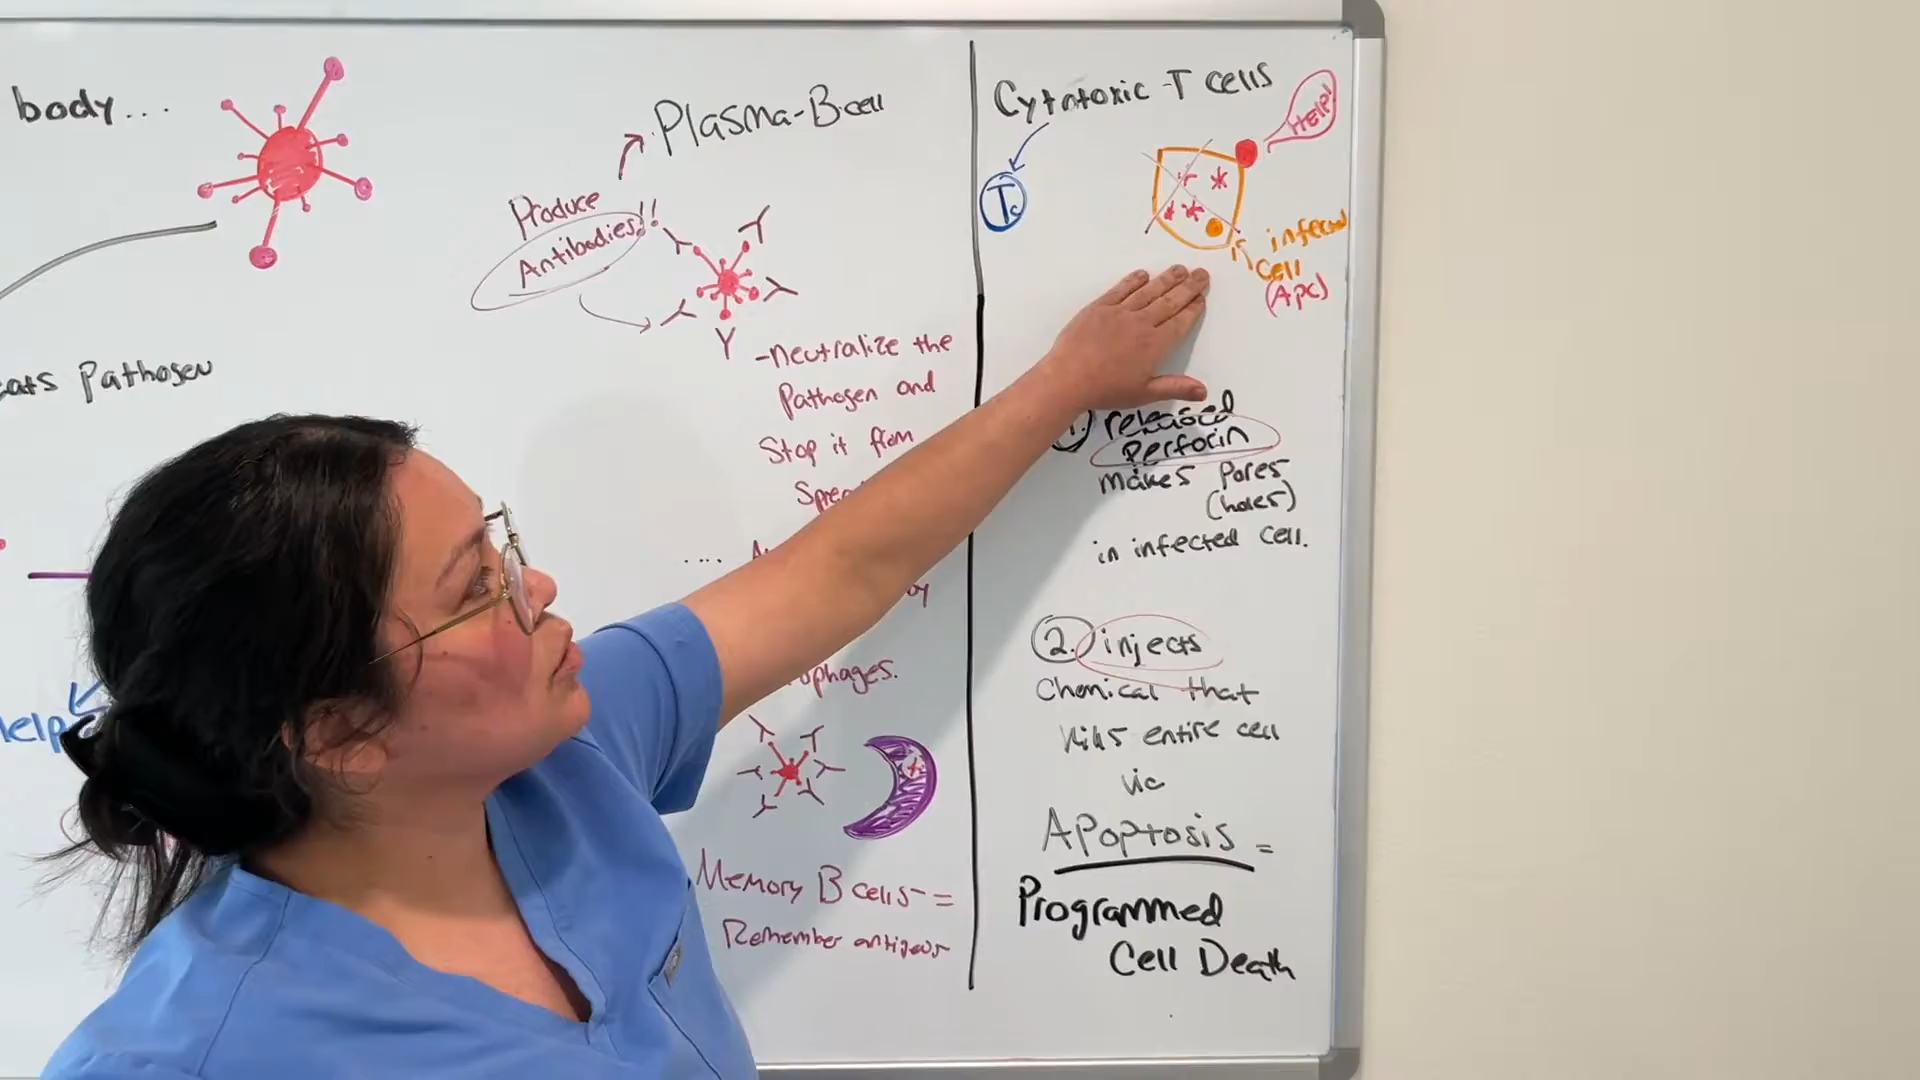 body...
eats Pathogen
Help
Plasma-B.cell
Produce
Antibodies!!
-neutralize the
Pathogen and
Stop it from
....
Memory B cells =
Remember antigens
Cytotoxic T cells
Tc
HELP!
infected
cell
(APC)
1. released
Perforin
makes Pores
(holes)
in infected cell.
2. injects
Chemical that
Kills entire cell
via
APoptosis =
Programmed
Cell Death